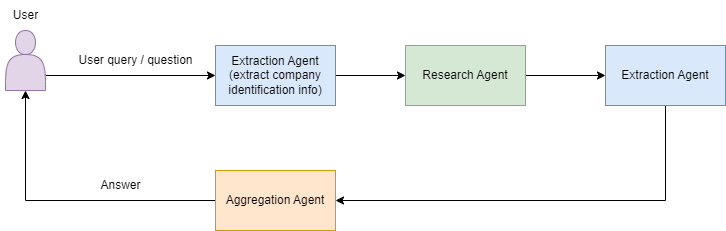 User
User query / question
Extraction Agent
(extract company
identification info)
Research Agent
Extraction Agent
Answer
Aggregation Agent